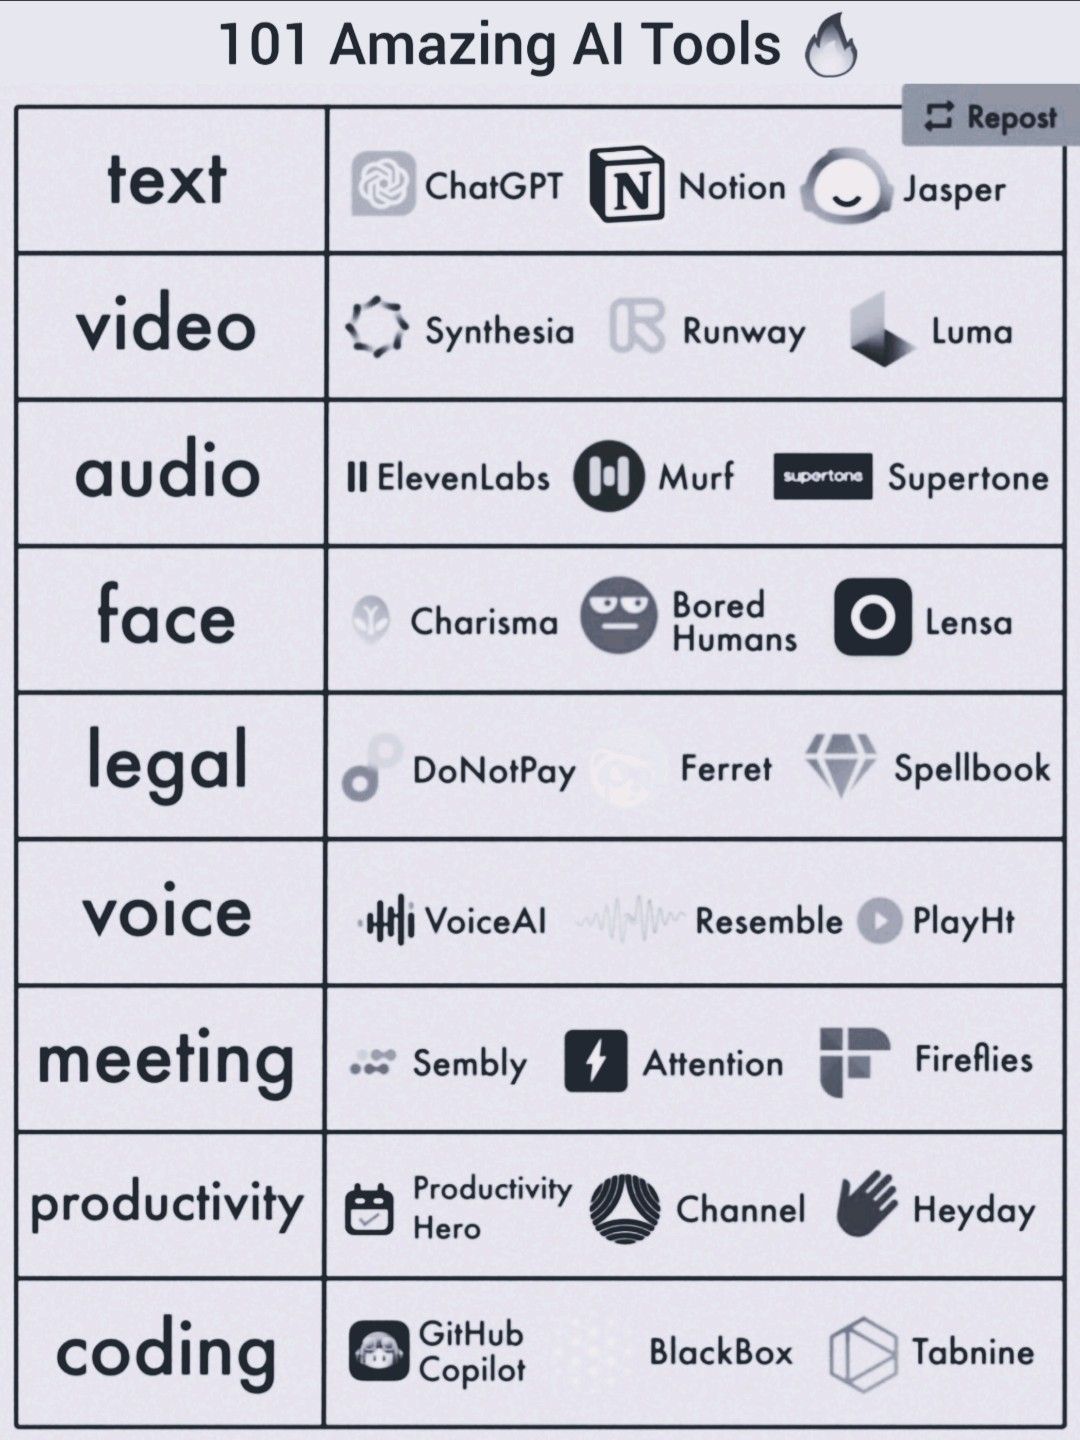 101 Amazing AI Tools
Repost
text
ChatGPT Notion Jasper
video
Synthesia Runway Luma
audio
ElevenLabs Murf supertone Supertone
face
Charisma Bored Humans Lensa
legal
DoNotPay Ferret Spellbook
voice
VoiceAI Resemble PlayHt
meeting
Sembly Attention Fireflies
productivity
Productivity Hero Channel Heyday
coding
GitHub Copilot BlackBox Tabnine